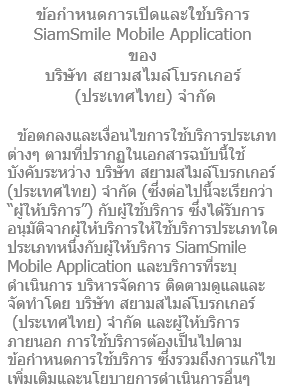 ข้อกำหนดการเปิดและใช้บริการ
SiamSmile Mobile Application
ของ
บริษัท สยามสไมล์โบรกเกอร์
(ประเทศไทย) จำกัด
ข้อตกลงและเงื่อนไขการใช้บริการประเภท
ต่างๆ ตามที่ปรากฏในเอกสารฉบับนี้ใช้
บังคับระหว่าง บริษัท สยามสไมล์โบรกเกอร์
(ประเทศไทย) จำกัด (ซึ่งต่อไปนี้จะเรียกว่า
“ผู้ให้บริการ”) กับผู้ใช้บริการ ซึ่งได้รับการ
อนุมัติจากผู้ให้บริการให้ใช้บริการประเภทใด
ประเภทหนึ่งกับผู้ให้บริการ SiamSmile
Mobile Application และบริการที่ระบุ
ดำเนินการ บริหารจัดการ ติดตามดูแลและ
จัดทำโดย บริษัท สยามสไมล์โบรกเกอร์
(ประเทศไทย) จำกัด และผู้ให้บริการ
ภายนอก การใช้บริการต้องเป็นไปตาม
ข้อกำหนดการใช้บริการ ซึ่งรวมถึงการแก้ไข
เพิ่มเติมและนโยบายการดำเนินการอื่นๆ